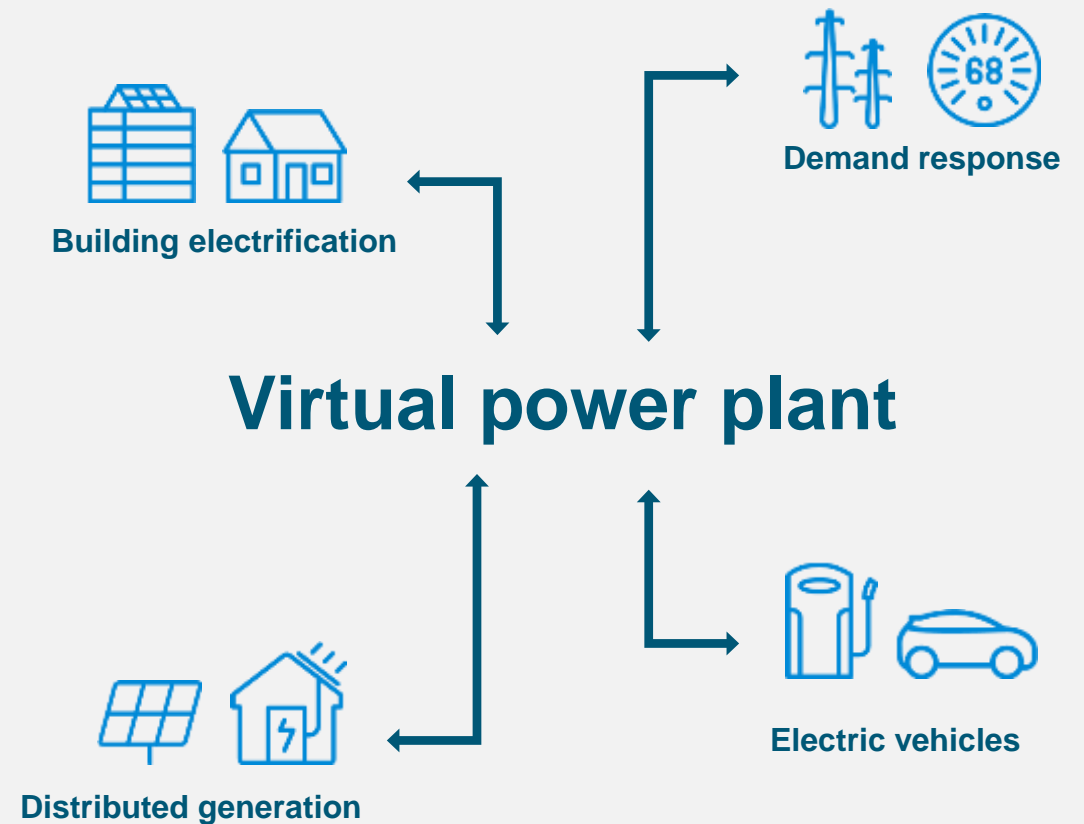 68
Demand response
Building electrification
Virtual power plant
Electric vehicles
Distributed generation